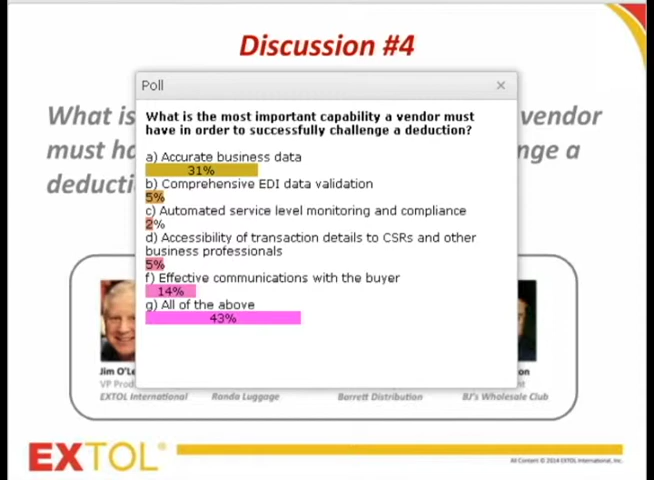 Discussion #4
Poll
What is the most important capability a vendor must
have in order to successfully challenge a deduction?
a) Accurate business data
31%
b) Comprehensive EDI data validation
5%
c) Automated service level monitoring and compliance
2%
d) Accessibility of transaction details to CSRs and other
business professionals
5%
f) Effective communications with the buyer
14%
g) All of the above
43%
What is vendor
must ha nge a
deducti
Jim O'Le on
VP Prod st
EXTOL International Randa Luggage Barrett Distribution BJ's Wholesale Club
EXTOL®
All Content © 2014 EXTOL International, Inc.